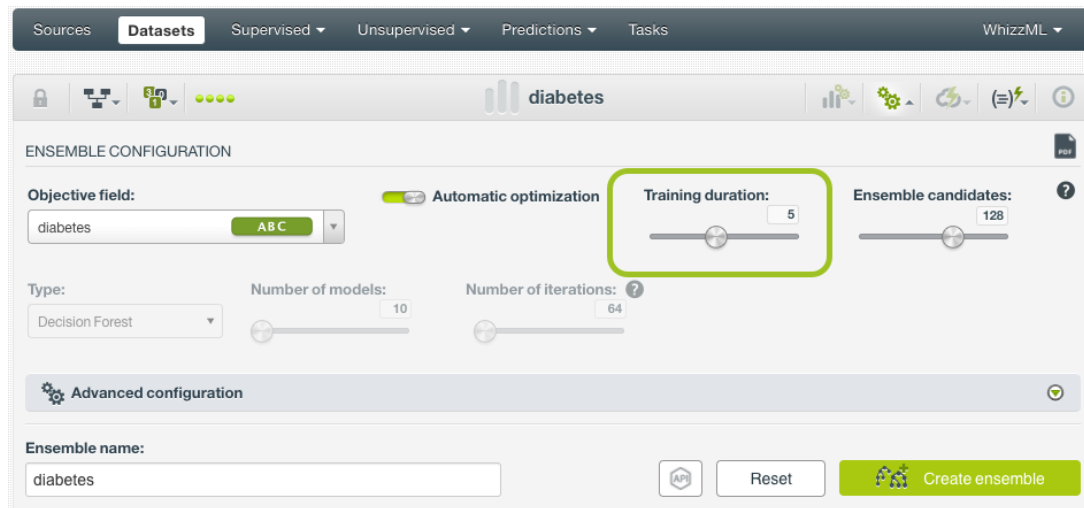 Sources Datasets Supervised Unsupervised Predictions Tasks WhizzML
diabetes
ENSEMBLE CONFIGURATION
PDF
Objective field:
Automatic optimization
Training duration:
Ensemble candidates:
diabetes ABC
5
128
Type:
Number of models:
Number of iterations:
Decision Forest
10
64
Advanced configuration
Ensemble name:
diabetes
API
Reset
Create ensemble